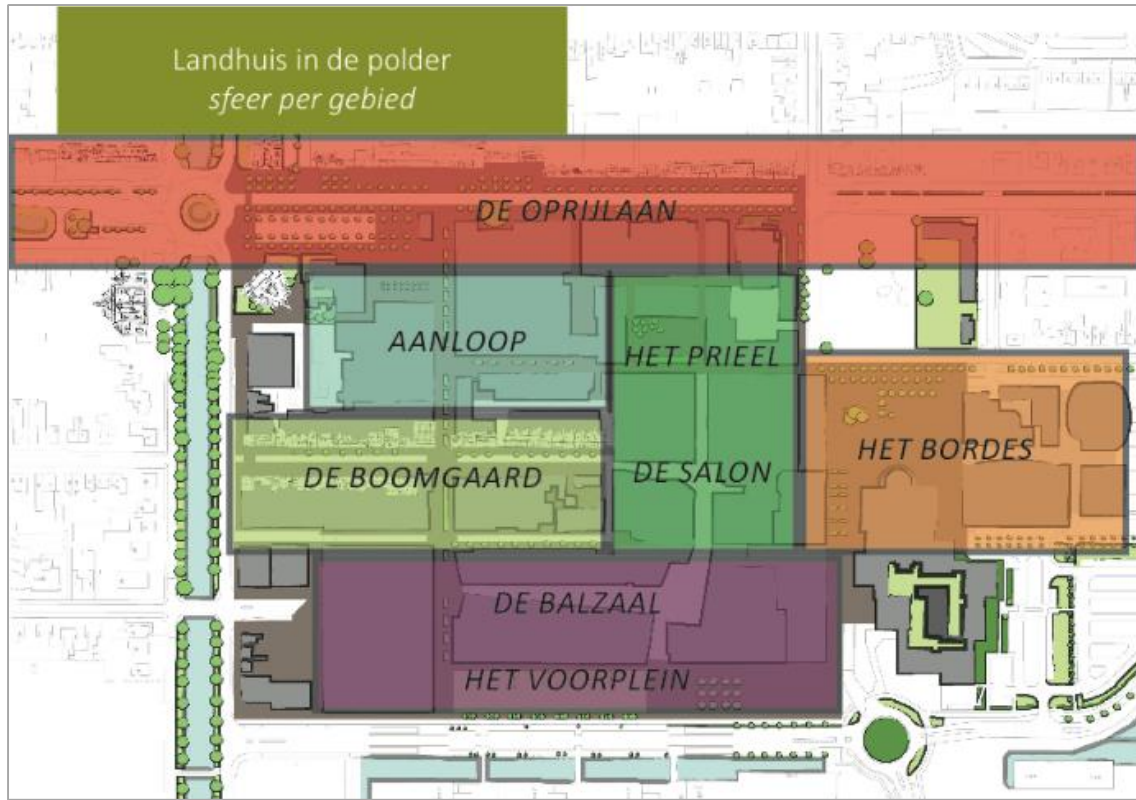 Landhuis in de polder
sfeer per gebied
DE OPRIJLAAN
AANLOOP
HET PRIEEL
DE BOOMGAARD
DE SALON
HET BORDES
DE BALZAAL
HET VOORPLEIN